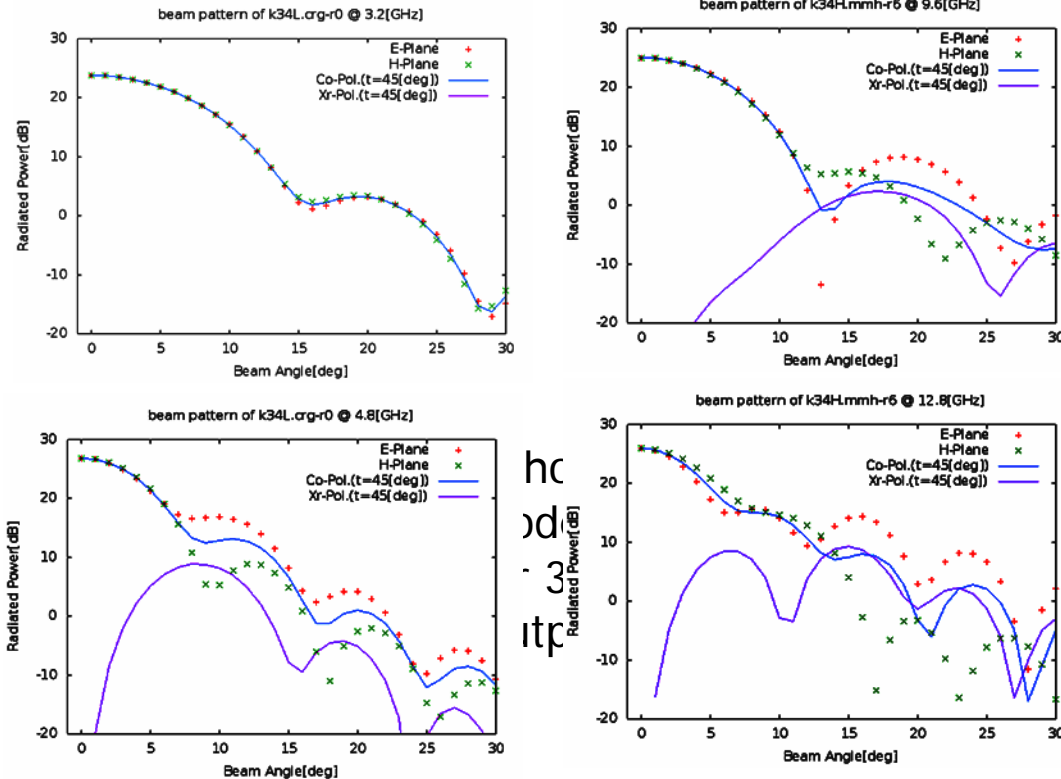 beam pattern of k34L.crg-r0 @ 3.2[GHz]
30
20
10
0
-10
-20
Radiated Power[dB]
E-Plane
H-Plane
Co-Pol.(t=45[deg])
Xr-Pol.(t=45[deg])
0 5 10 15 20 25 30
Beam Angle[deg]
beam pattern of k34H.mmh-r6 @ 9.6[GHz]
30
20
10
0
-10
-20
Radiated Power[dB]
E-Plane
H-Plane
Co-Pol.(t=45[deg])
Xr-Pol.(t=45[deg])
0 5 10 15 20 25 30
Beam Angle[deg]
beam pattern of k34L.crg-r0 @ 4.8[GHz]
30
20
10
0
-10
-20
Radiated Power[dB]
E-Plane
H-Plane
Co-Pol.(t=45[deg])
Xr-Pol.(t=45[deg])
0 5 10 15 20 25 30
Beam Angle[deg]
beam pattern of k34H.mmh-r6 @ 12.8[GHz]
30
20
10
0
-10
-20
Radiated Power[dB]
E-Plane
H-Plane
Co-Pol.(t=45[deg])
Xr-Pol.(t=45[deg])
0 5 10 15 20 25 30
Beam Angle[deg]